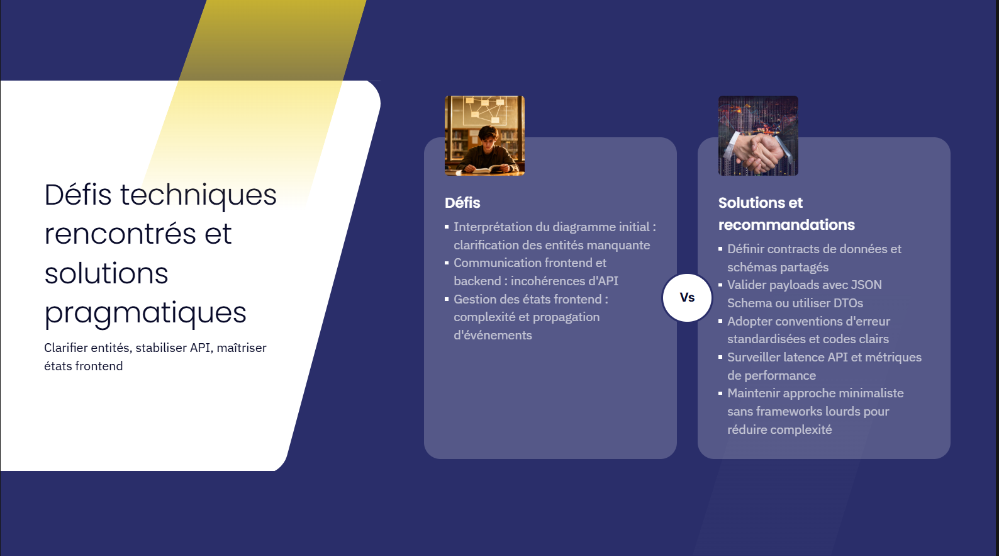 Défis techniques
rencontrés et
solutions
pragmatiques
Clarifier entités, stabiliser API, maîtriser
états frontend
Défis
Interprétation du diagramme initial :
clarification des entités manquante
Communication frontend et
backend : incohérences d'API
Gestion des états frontend :
complexité et propagation
d'événements
Vs
Solutions et
recommandations
Définir contracts de données et
schémas partagés
Valider payloads avec JSON
Schema ou utiliser DTOs
Adopter conventions d'erreur
standardisées et codes clairs
Surveiller latence API et métriques
de performance
Maintenir approche minimaliste
sans frameworks lourds pour
réduire complexité